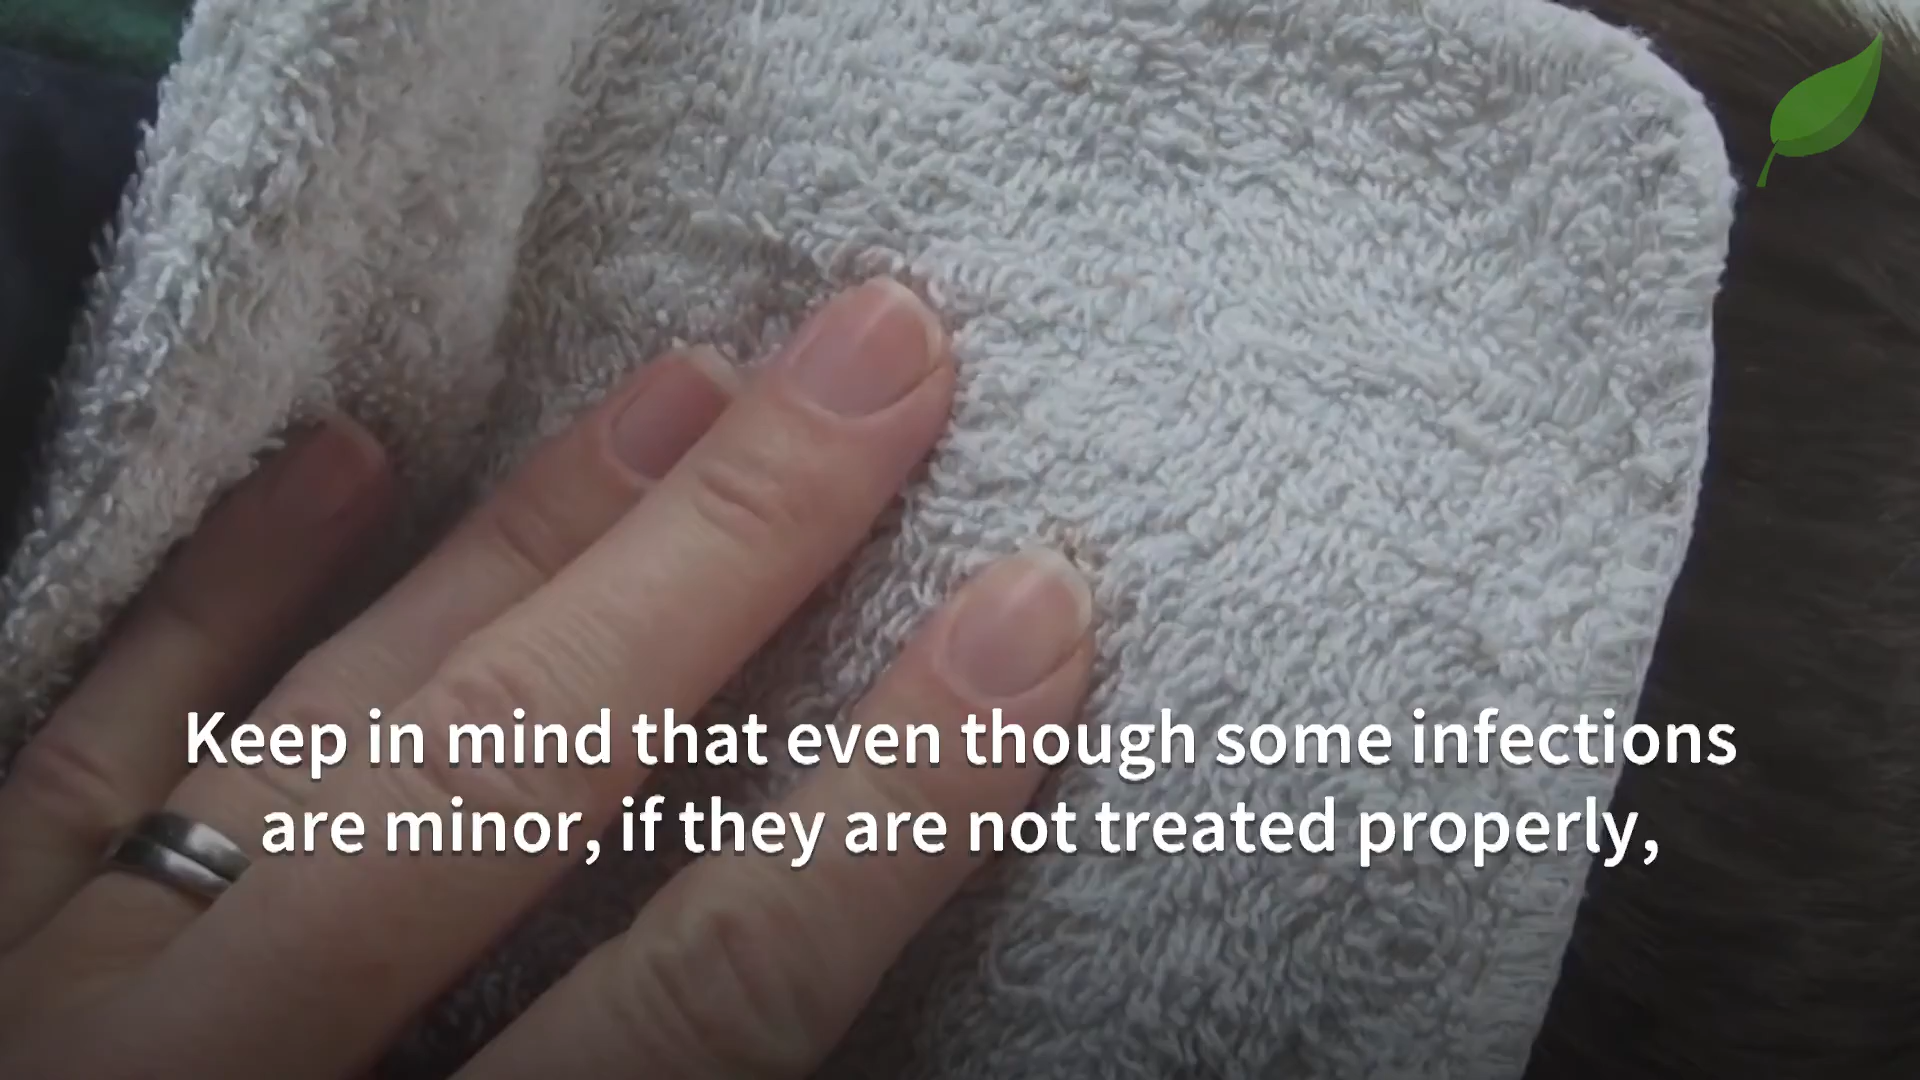 Keep in mind that even though some infections
are minor, if they are not treated properly,